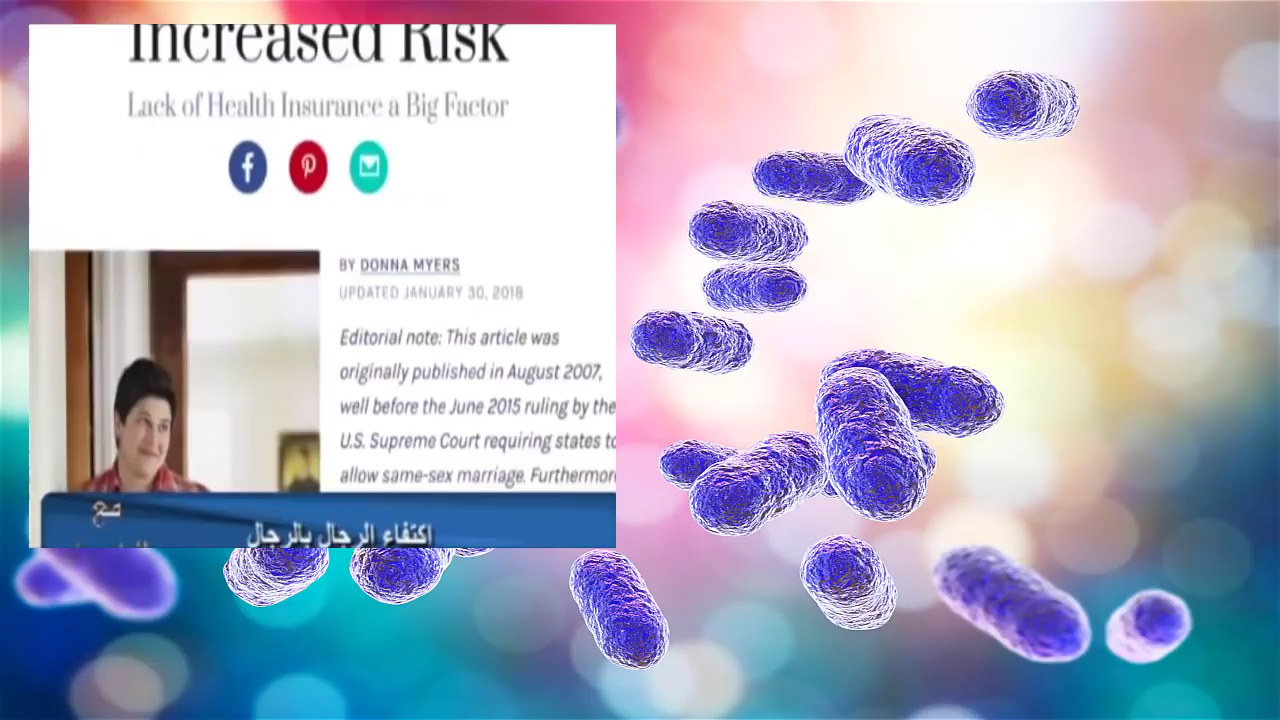 Increased Risk
Lack of Health Insurance a Big Factor
BY DONNA MYERS
UPDATED JANUARY 30, 2018
Editorial note: This article was
originally published in August 2007,
well before the June 2015 ruling by the
U.S. Supreme Court requiring states to
allow same-sex marriage. Furthermore
مع
اكتفاء الرجال بالرجال